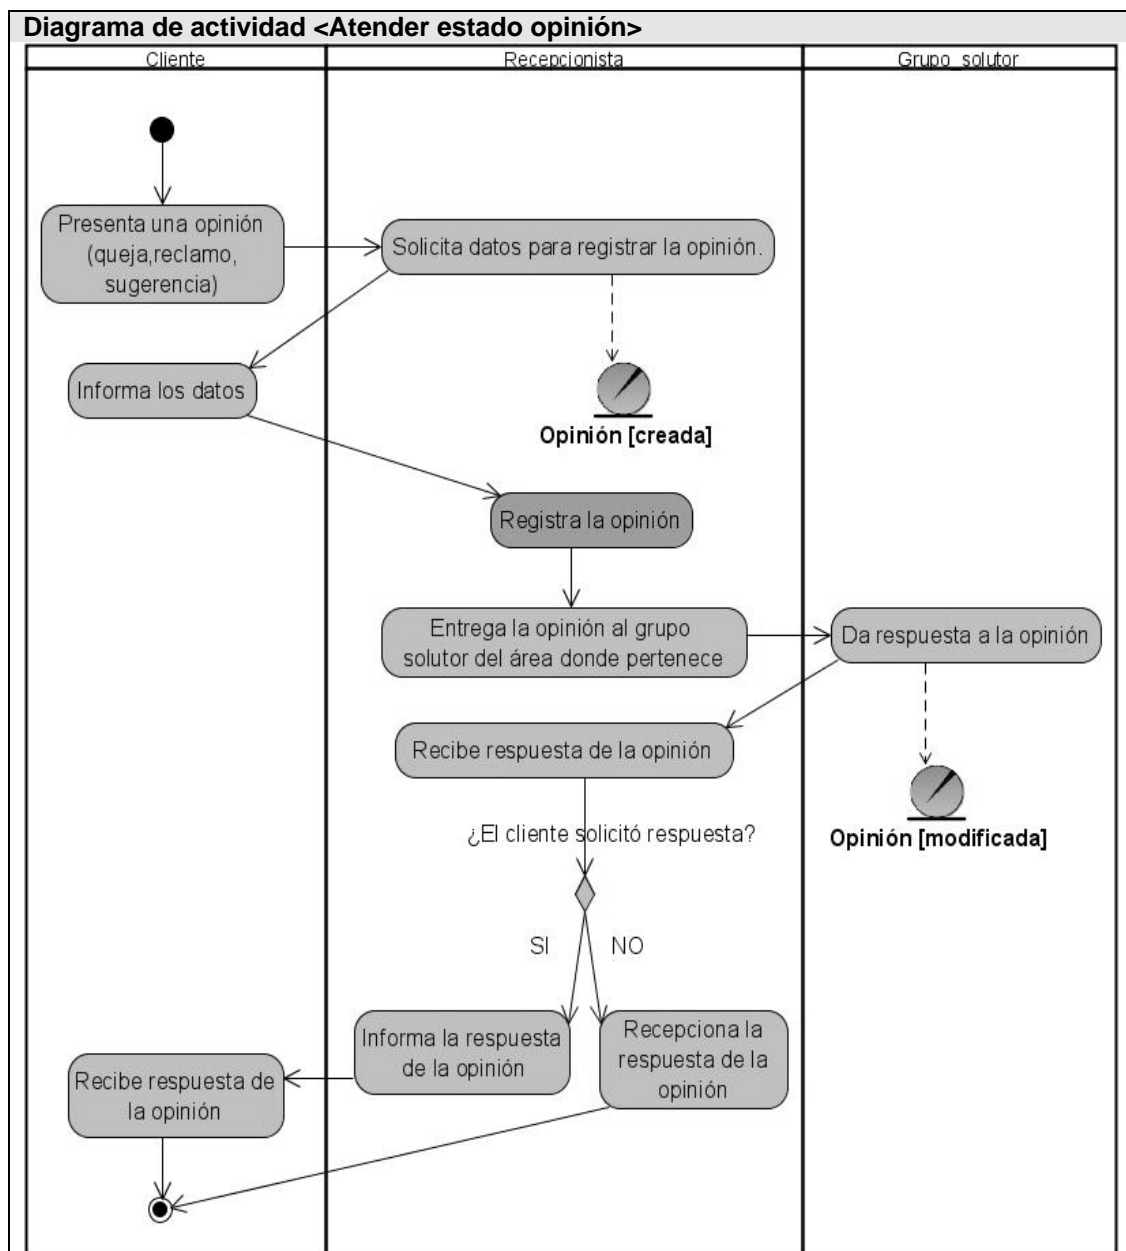 Diagrama de actividad <Atender estado opinión>
Cliente
Recepcionista
Grupo_solutor
Presenta una opinión
(queja,reclamo,
sugerencia)
Solicita datos para registrar la opinión.
Informa los datos
Opinión [creada]
Registra la opinión
Entrega la opinión al grupo
solutor del área donde pertenece
Da respuesta a la opinión
Recibe respuesta de la opinión
Opinión [modificada]
¿El cliente solicitó respuesta?
SI
NO
Informa la respuesta
de la opinión
Recepciona la
respuesta de la
opinión
Recibe respuesta de
la opinión